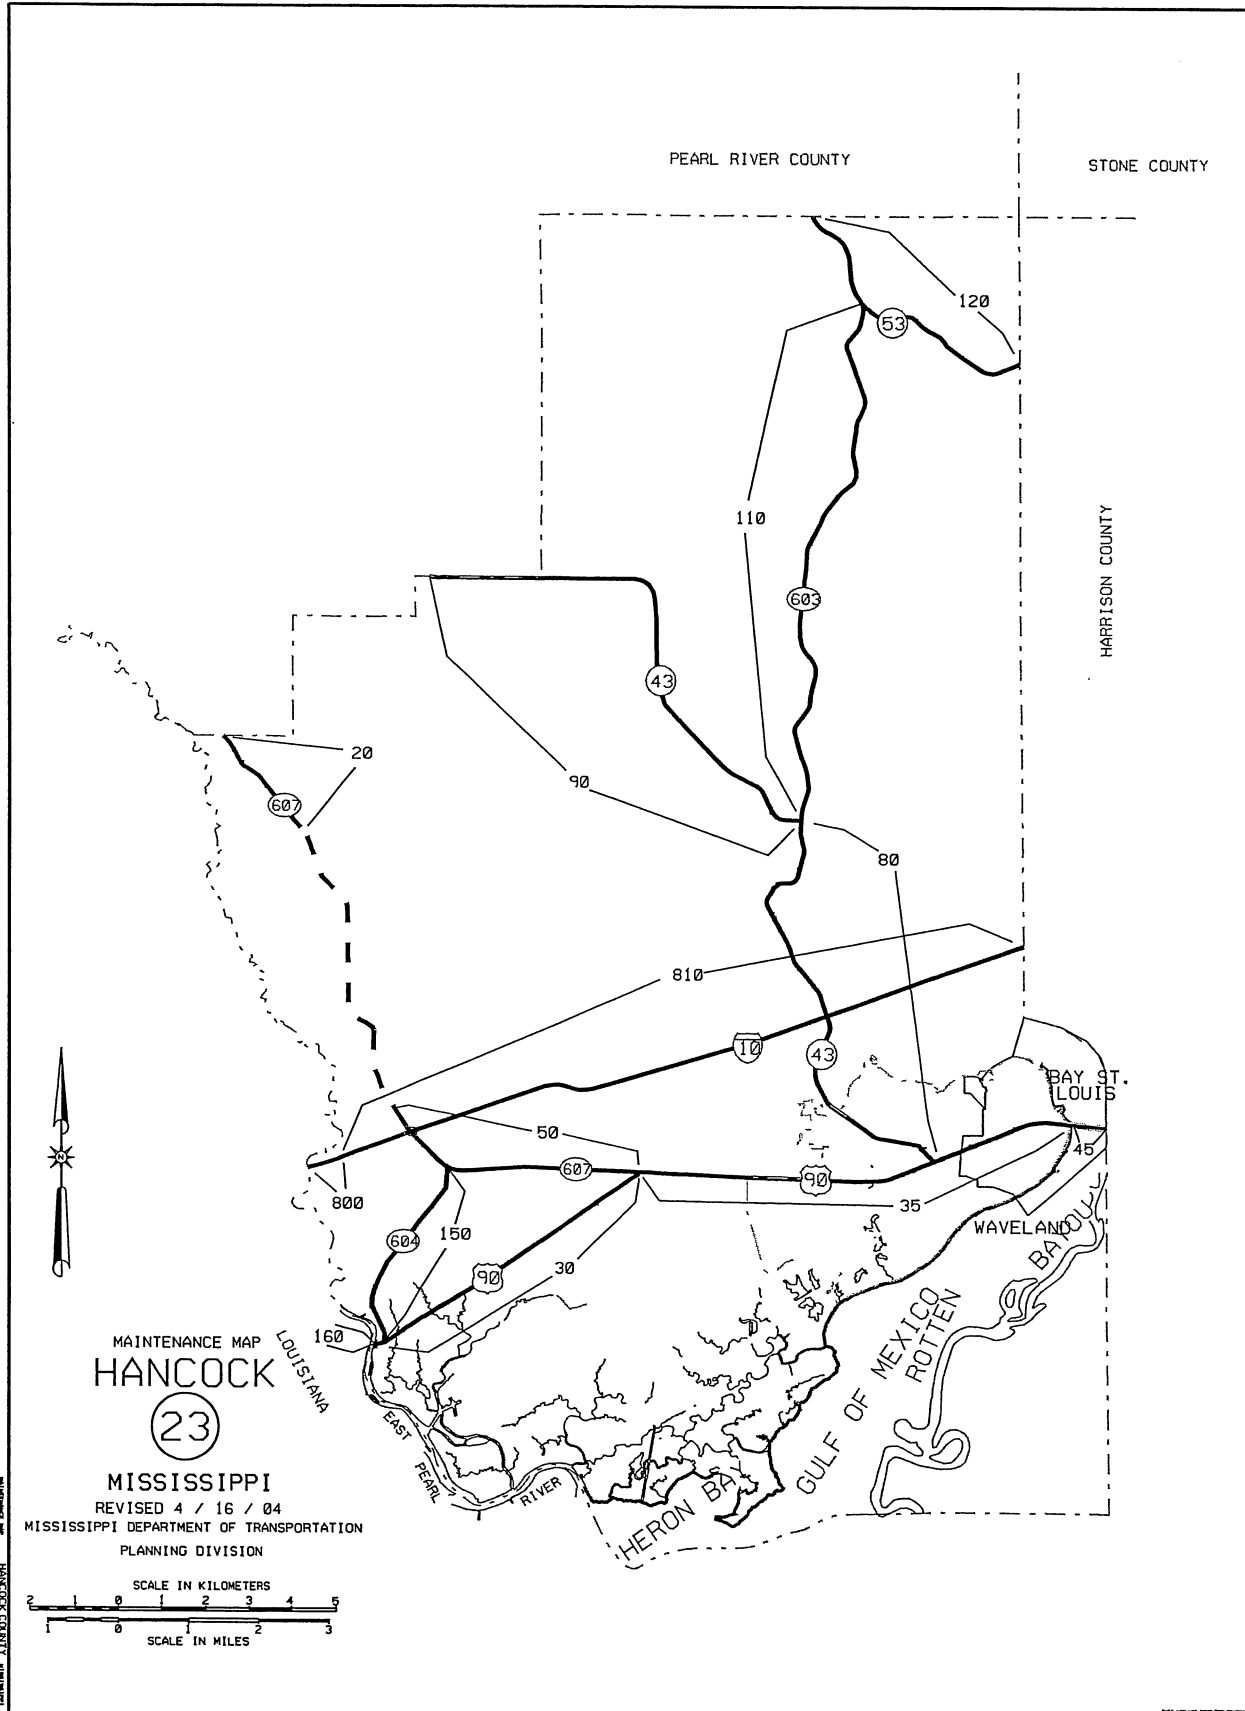 PEARL RIVER COUNTY
STONE COUNTY
120
53
110
HARRISON COUNTY
603
43
20
90
607
80
810
10
43
BAY ST.
LOUIS
50
45
607
90
800
35
WAVELAND
604
150
BAYOU
30
90
160
LOUISIANA
GULF OF MEXICO
ROTTEN
EAST
PEARL
RIVER
HERON BAY
N
MAINTENANCE MAP
HANCOCK
23
MISSISSIPPI
REVISED 4 / 16 / 04
MISSISSIPPI DEPARTMENT OF TRANSPORTATION
PLANNING DIVISION
SCALE IN KILOMETERS
2 1 0 1 2 3 4 5
1 0 1 2 3
SCALE IN MILES
HANCOCK COUNTY